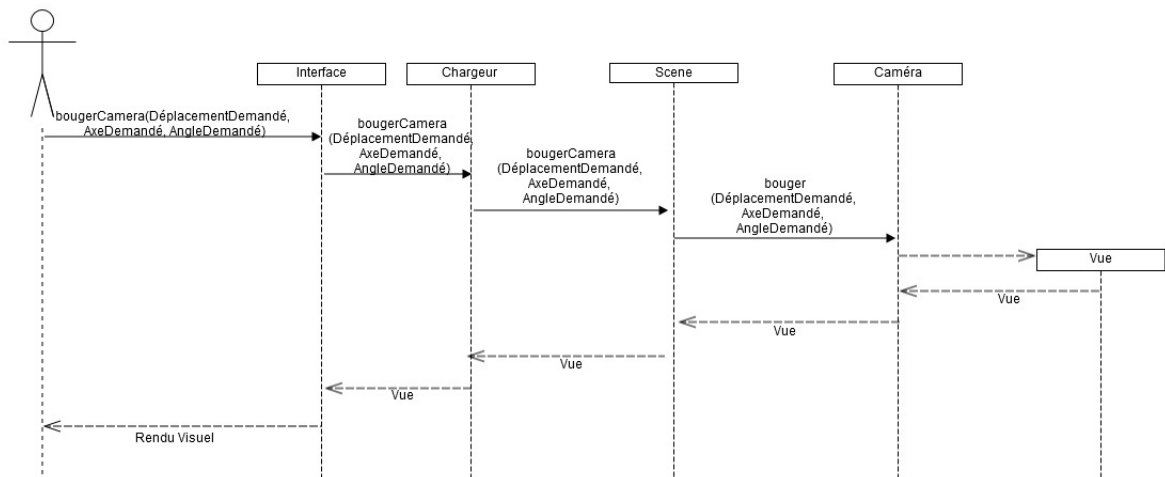 Interface
Chargeur
Scene
Caméra
bougerCamera(DéplacementDemandé,
AxeDemandé, AngleDemandé)
bougerCamera
(DéplacementDemandé,
AxeDemandé,
AngleDemandé)
bougerCamera
(DéplacementDemandé,
AxeDemandé,
AngleDemandé)
bouger
(DéplacementDemandé,
AxeDemandé,
AngleDemandé)
Vue
Vue
Vue
Vue
Vue
Rendu Visuel